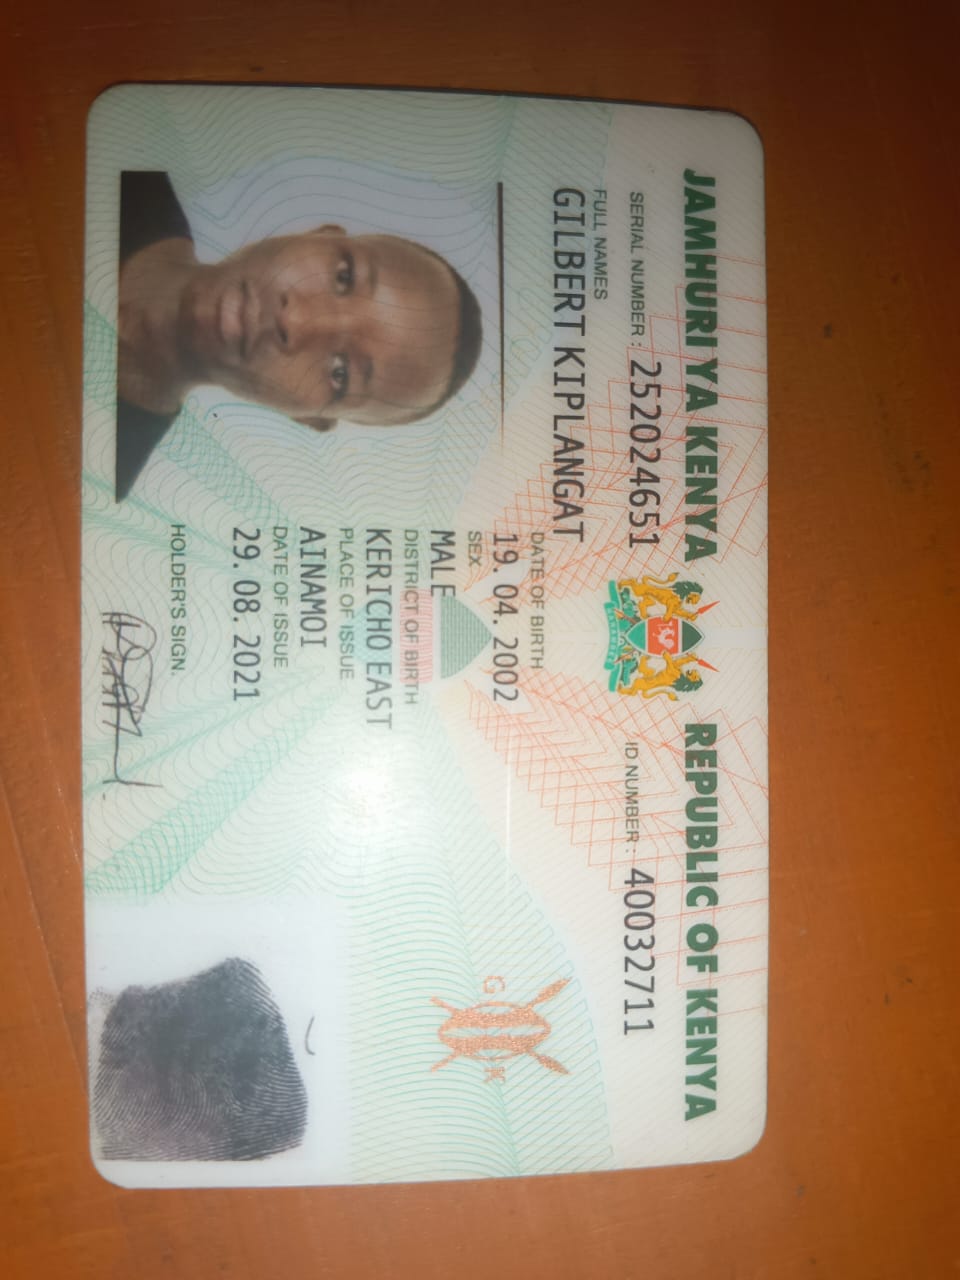 JAMHURI YA KENYA REPUBLIC OF KENYA
SERIAL NUMBER : 252024651 ID NUMBER : 40032711
FULL NAMES
GILBERT KIPLANGAT
DATE OF BIRTH
19.04.2002
SEX
MALE
DISTRICT OF BIRTH
KERICHO EAST
PLACE OF ISSUE
AINAMOI
DATE OF ISSUE
29.08.2021
HOLDER'S SIGN.